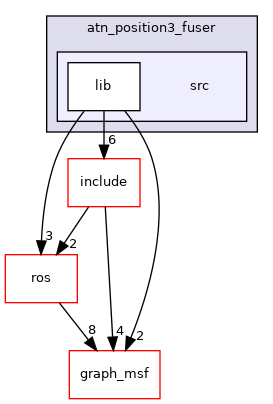 atn_position3_fuser
lib
src
6
include
3
2
ros
8
4
2
graph_msf